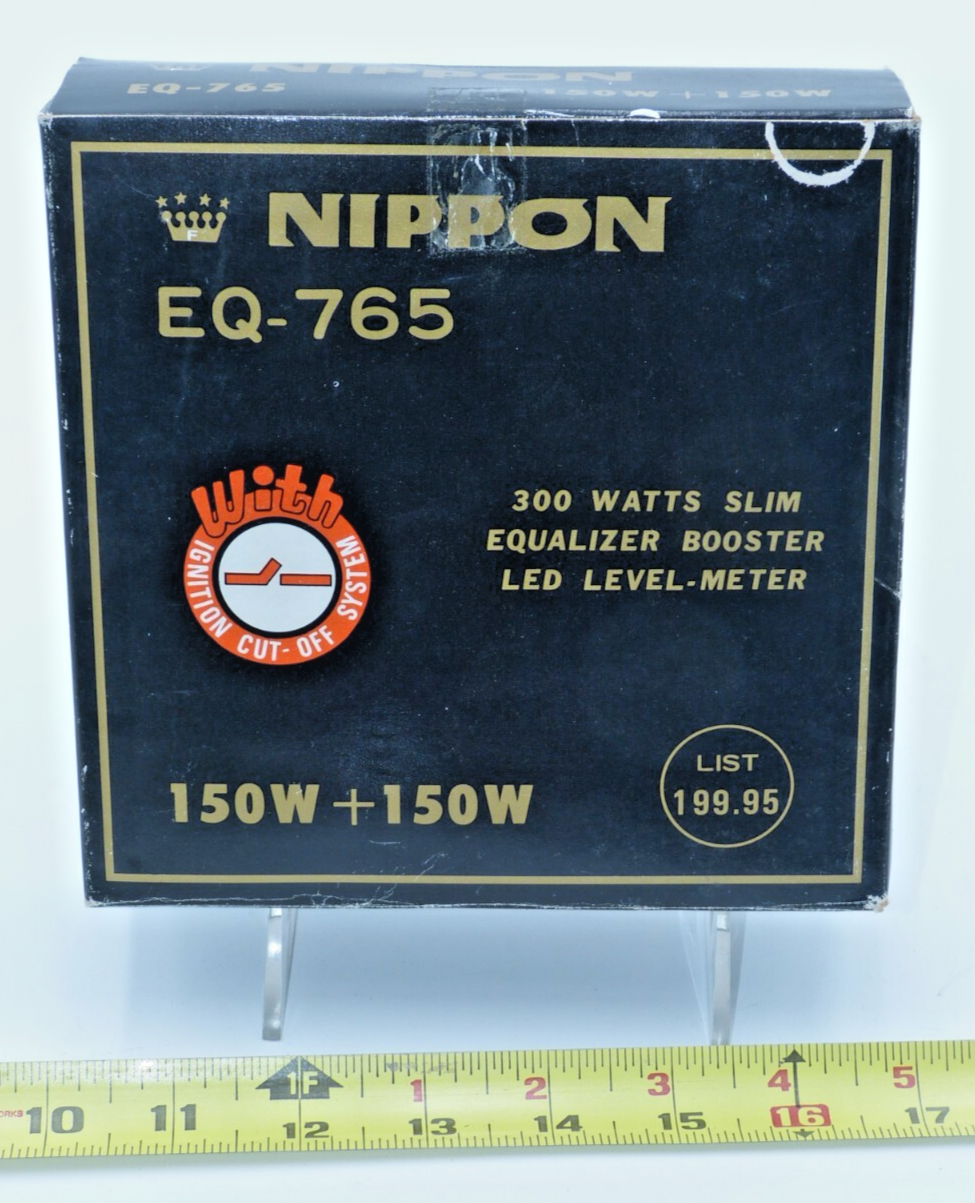 NIPPON
EQ-765
150W + 150W
F
NIPPON
EQ-765
With
IGNITION CUT-OFF SYSTEM
300 WATTS SLIM
EQUALIZER BOOSTER
LED LEVEL-METER
150W + 150W
LIST
199.95
1F 1 2 3 4 5
10 11 12 13 14 15 16 17